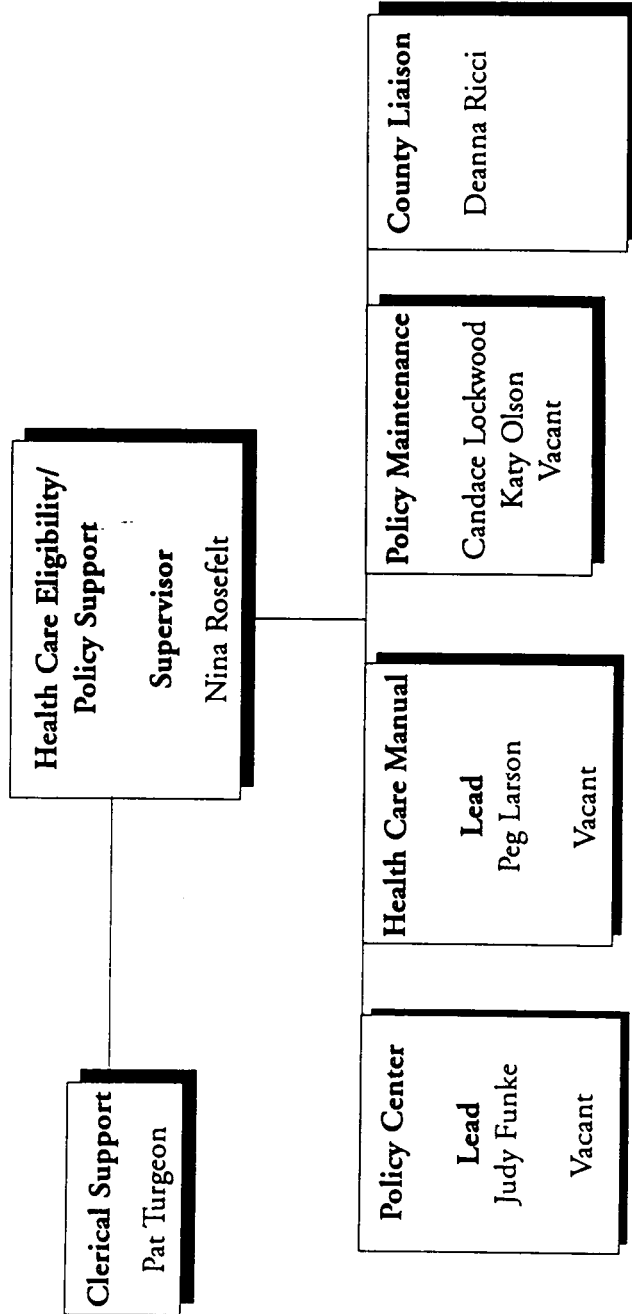 Health Care Eligibility/
Policy Support
Supervisor
Nina Rosefelt
Clerical Support
Pat Turgeon
Policy Center
Lead
Judy Funke
Vacant
Health Care Manual
Lead
Peg Larson
Vacant
Policy Maintenance
Candace Lockwood
Katy Olson
Vacant
County Liaison
Deanna Ricci